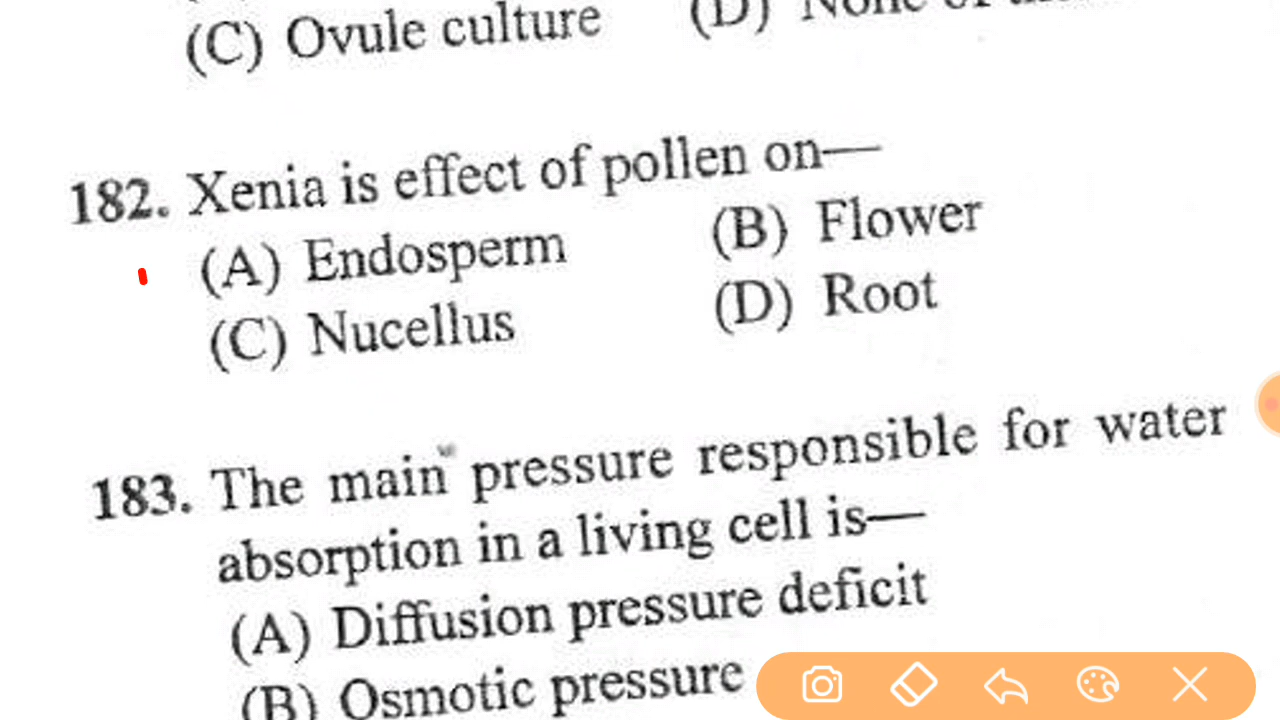 (C) Ovule culture (D)
182. Xenia is effect of pollen on—
(A) Endosperm (B) Flower
(C) Nucellus (D) Root
183. The main pressure responsible for water
absorption in a living cell is—
(A) Diffusion pressure deficit
(B) Osmotic pressure